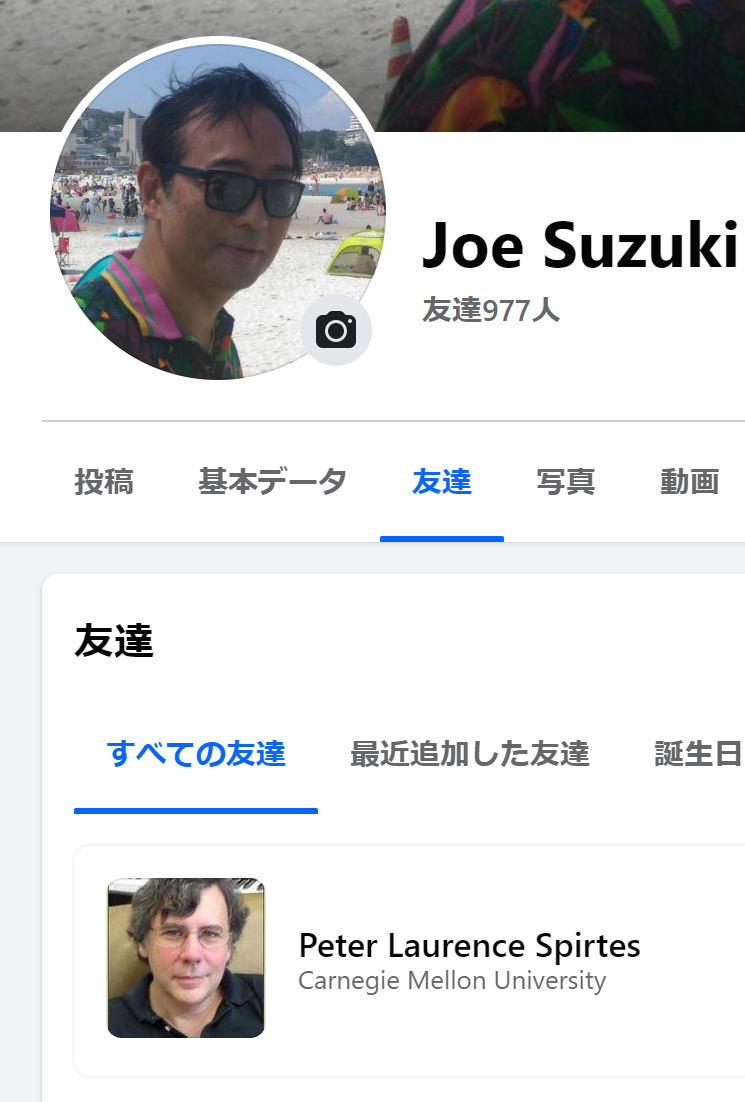 Joe Suzuki
友達977人
投稿 基本データ 友達 写真 動画
友達
すべての友達 最近追加した友達 誕生日
Peter Laurence Spirtes
Carnegie Mellon University